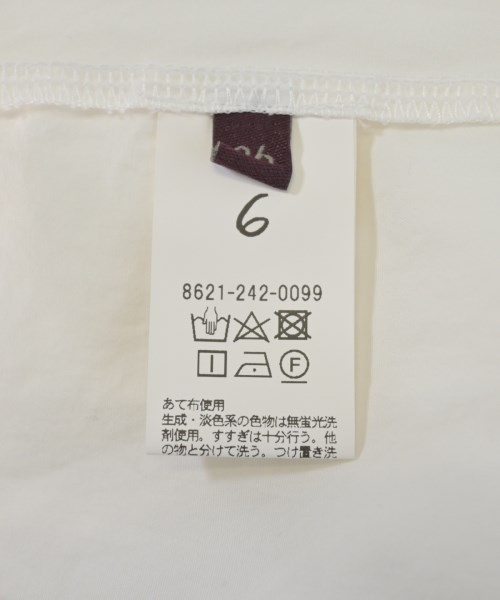 6
8621-242-0099
F
あて布使用
生成・淡色系の色物は無蛍光洗
剤使用。すすぎは十分行う。他
の物と分けて洗う。つけ置き洗